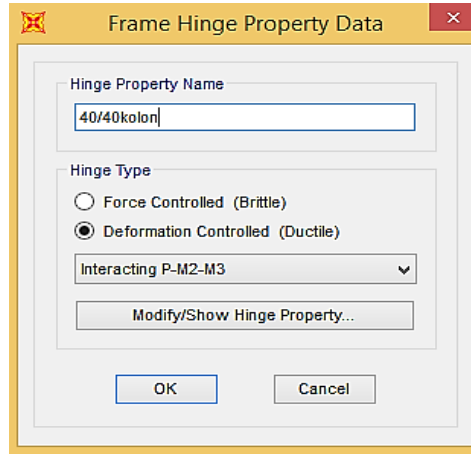 Frame Hinge Property Data
Hinge Property Name
40/40kolon
Hinge Type
Force Controlled (Brittle)
Deformation Controlled (Ductile)
Interacting P-M2-M3
Modify/Show Hinge Property...
OK Cancel